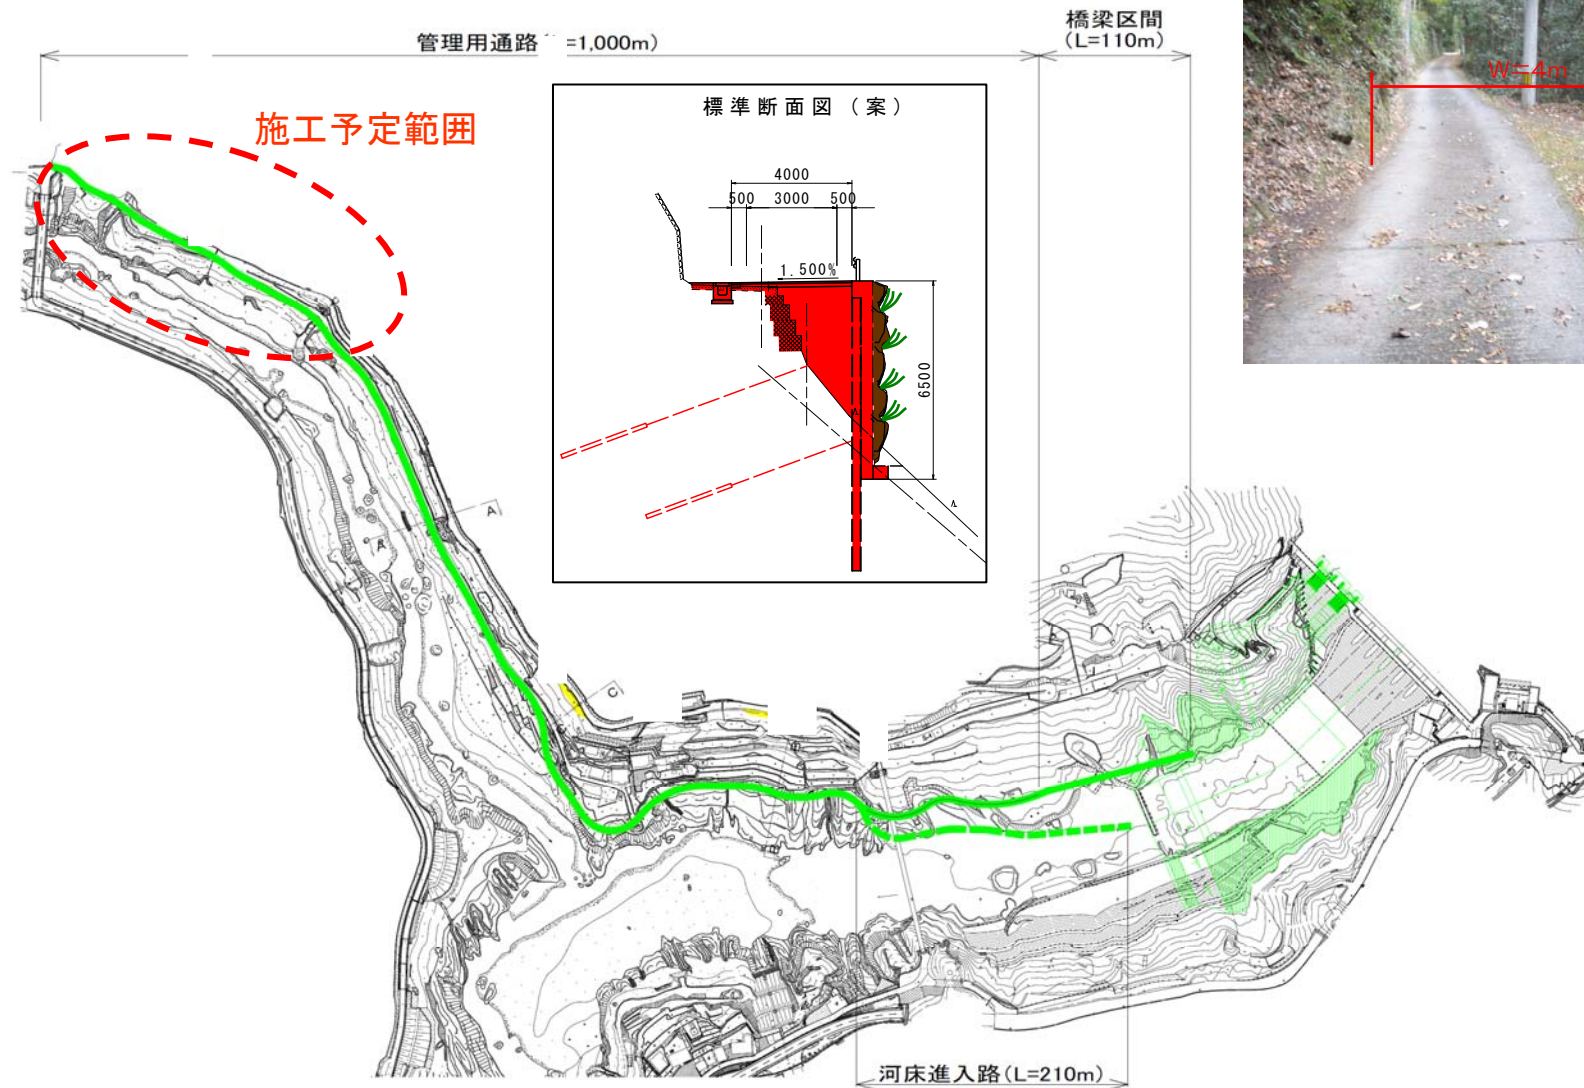 管理用通路 =1,000m)
橋梁区間
(L=110m)
W=4m
施工予定範囲
標準断面図（案）
4000
500 3000 500
1.500%
6500
A
A
C
河床進入路(L=210m)